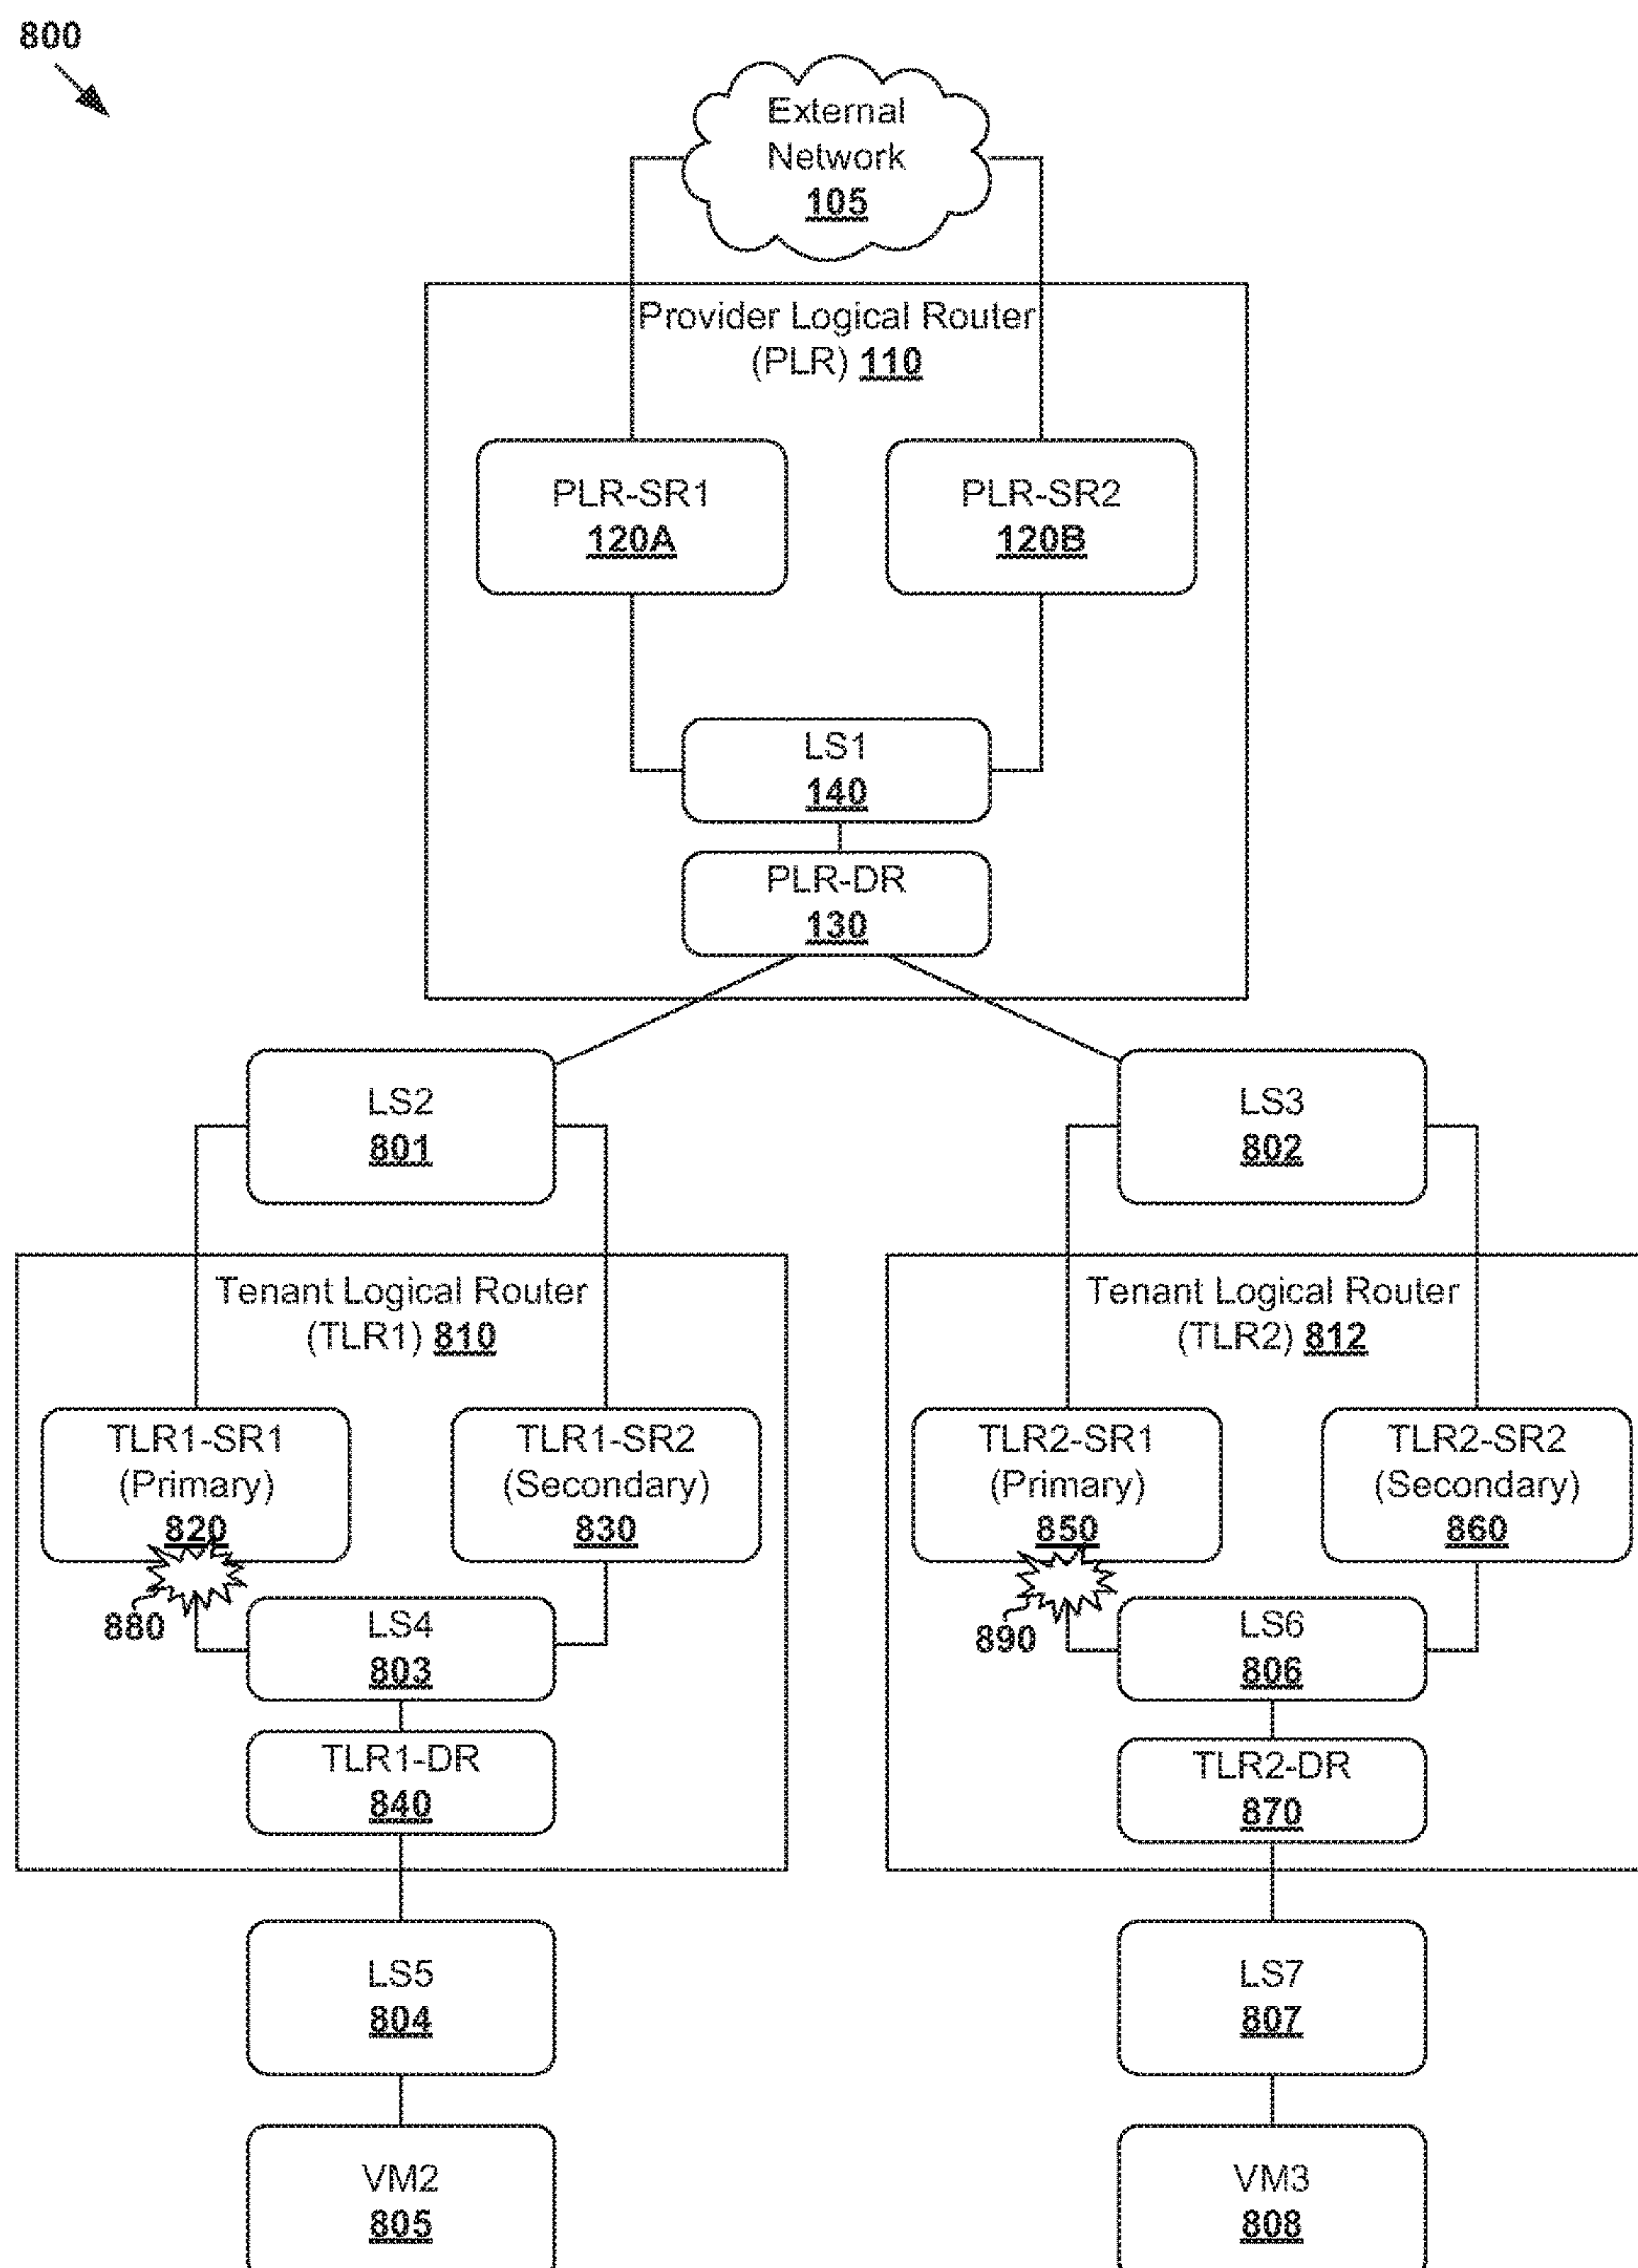 800
External
Network
105
Provider Logical Router
(PLR) 110
PLR-SR1
120A
PLR-SR2
120B
LS1
140
PLR-DR
130
LS2
801
LS3
802
Tenant Logical Router
(TLR1) 810
Tenant Logical Router
(TLR2) 812
TLR1-SR1
(Primary)
820
TLR1-SR2
(Secondary)
830
TLR2-SR1
(Primary)
850
TLR2-SR2
(Secondary)
860
880
LS4
803
890
LS6
806
TLR1-DR
840
TLR2-DR
870
LS5
804
LS7
807
VM2
805
VM3
808